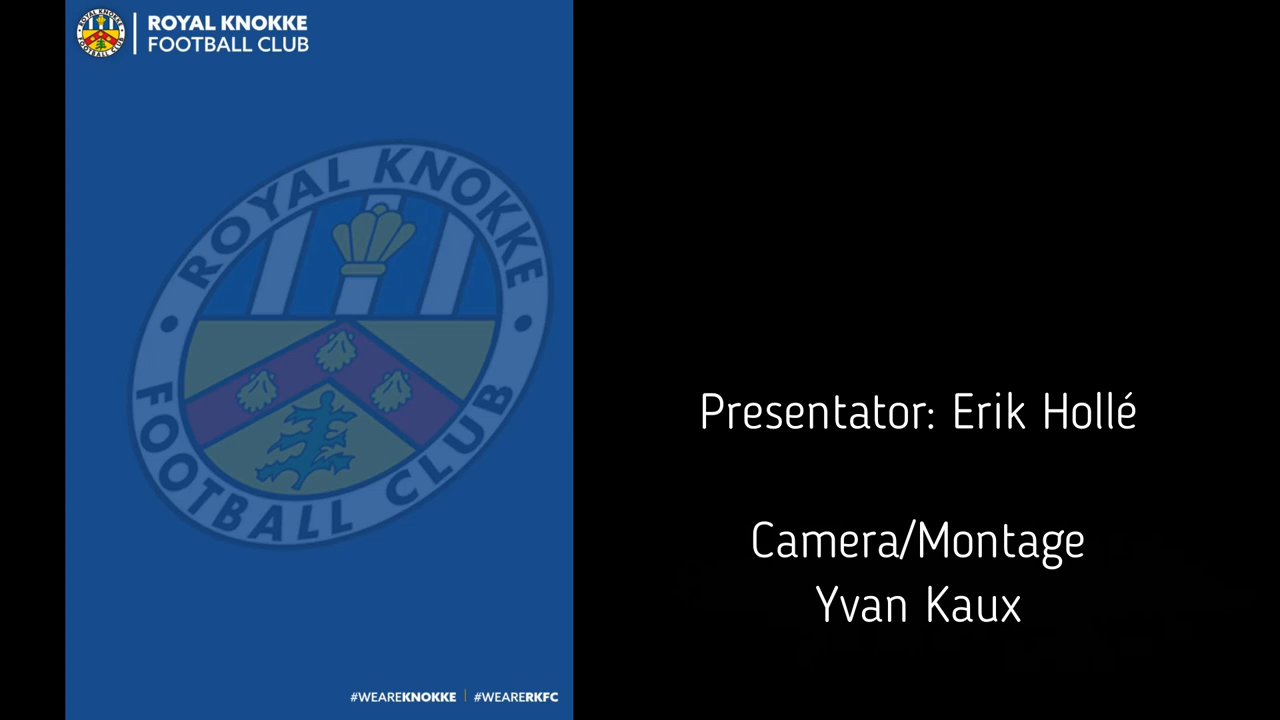 ROYAL KNOKKE
FOOTBALL CLUB
ROYAL KNOKKE
FOOTBALL CLUB
Presentator: Erik Hollé
Camera/Montage
Yvan Kaux
#WEAREKNOKKE | #WEARERKFC